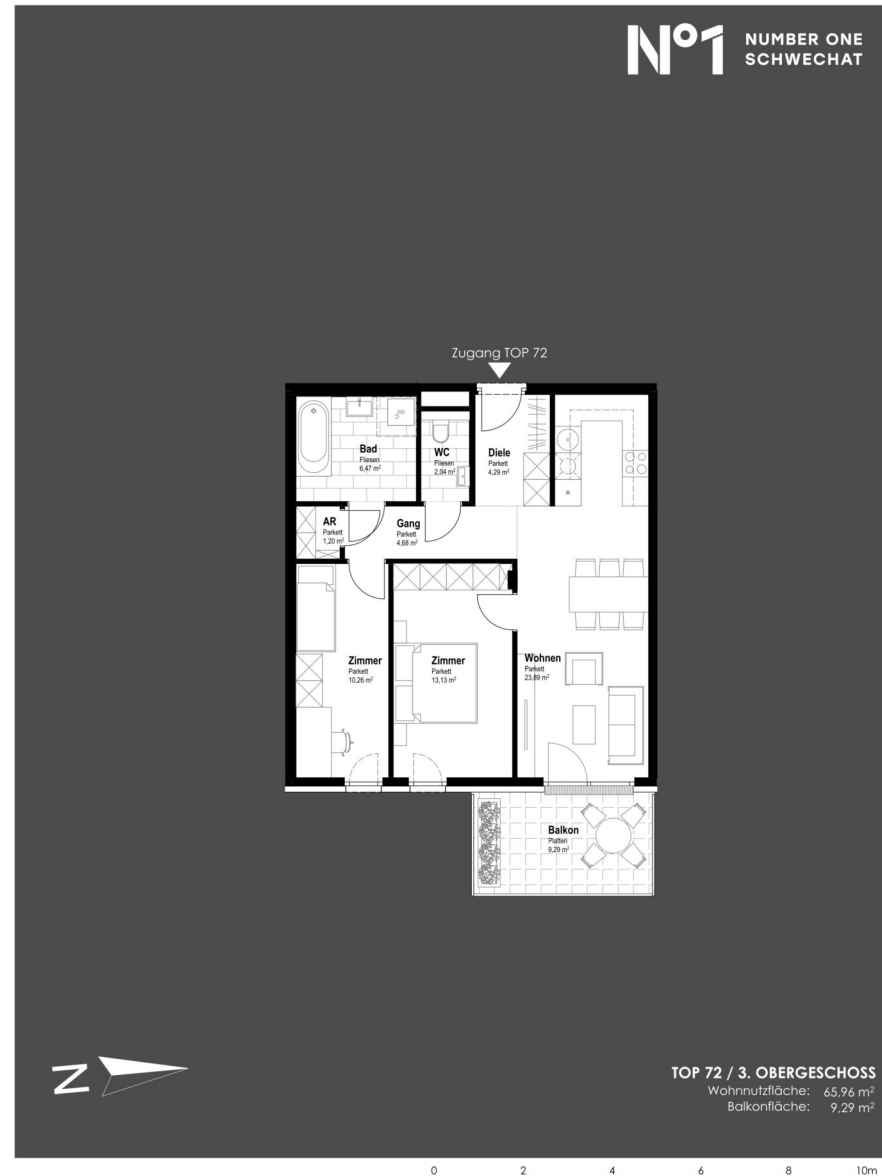 Nº1
NUMBER ONE
SCHWECHAT
Zugang TOP 72
Bad
Fliesen
6,47 m²
WC
Fliesen
2,04 m²
Diele
Parkett
4,29 m²
AR
Parkett
1,20 m²
Gang
Parkett
4,68 m²
Zimmer
Parkett
10,26 m²
Zimmer
Parkett
13,13 m²
Wohnen
Parkett
23,89 m²
Balkon
Platten
9,29 m²
N
TOP 72 / 3. OBERGESCHOSS
Wohnnutzfläche: 65,96 m²
Balkonfläche: 9,29 m²
0 2 4 6 8 10m